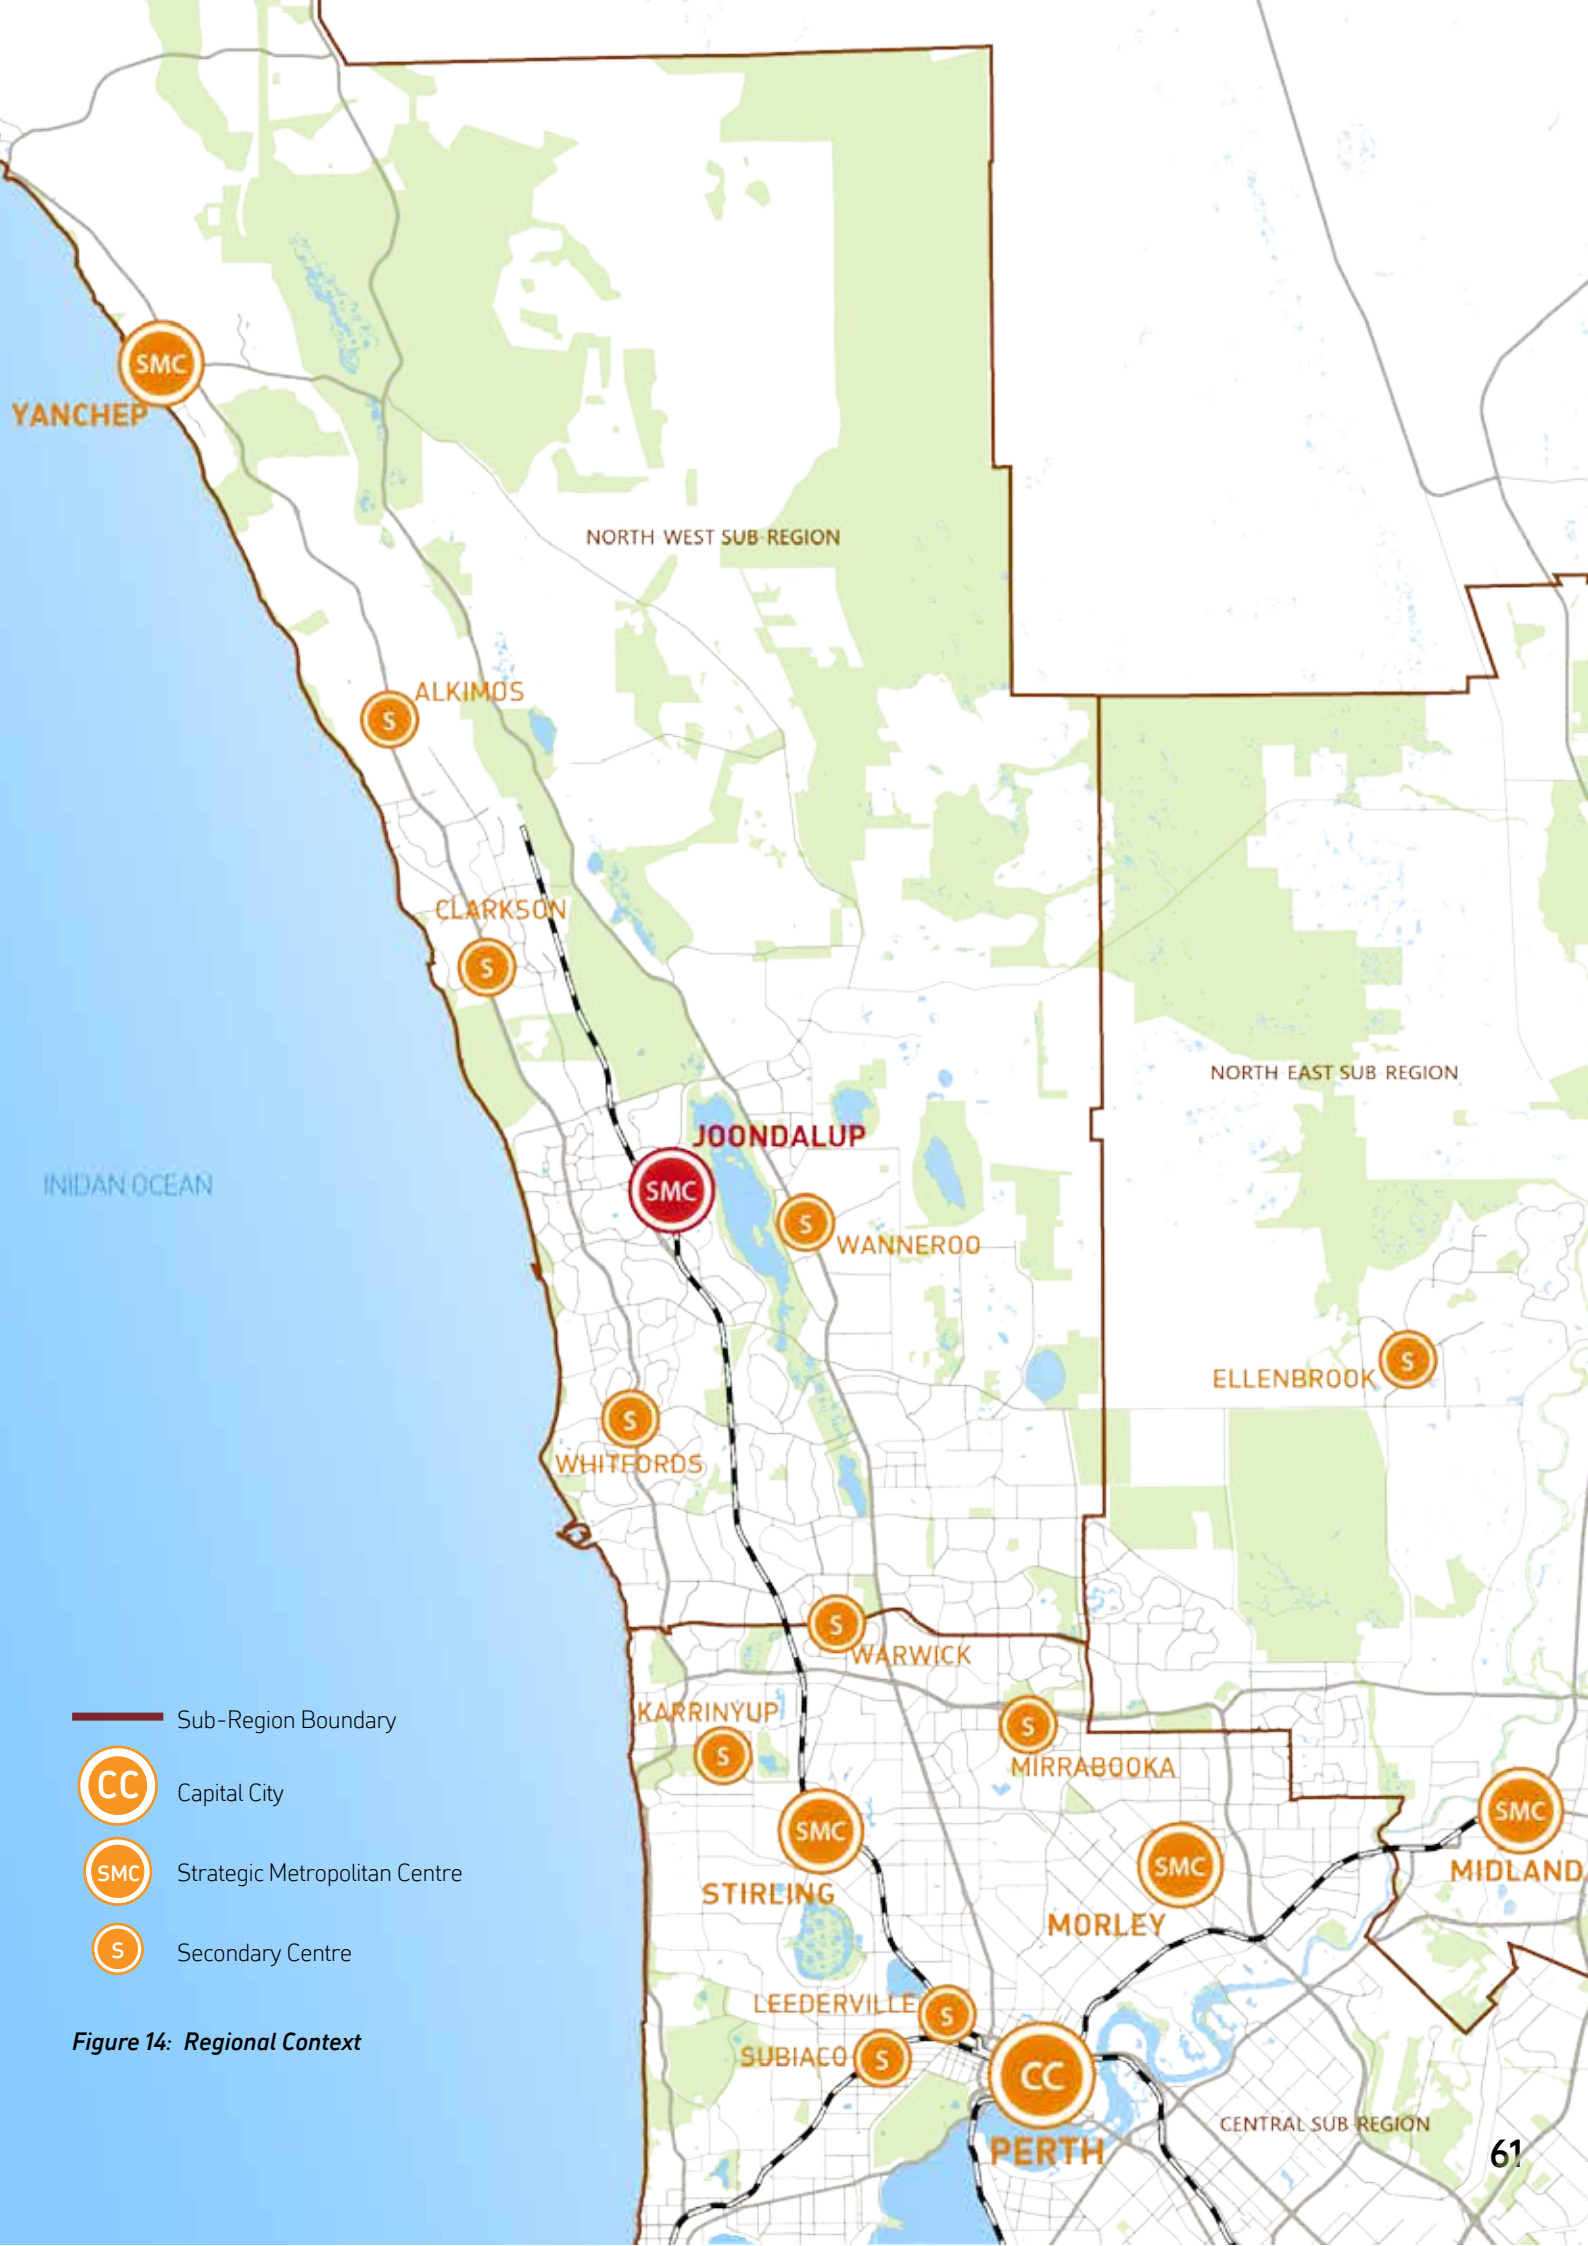 SMC
YANCHEP
NORTH-WEST SUB-REGION
ALKIMOS
S
CLARKSON
S
NORTH EAST SUB-REGION
JOONDALUP
SMC
INIDAN OCEAN
S
WANNEROO
S
ELLENBROOK
S
WHITFORDS
S
WARWICK
KARRINYUP
S
S
MIRRABOOKA
SMC
STIRLING
SMC
MORLEY
SMC
MIDLAND
LEEDERVILLE
S
SUBIACO
S
CC
PERTH
CENTRAL SUB-REGION
Sub-Region Boundary
CC
Capital City
SMC
Strategic Metropolitan Centre
S
Secondary Centre
Figure 14: Regional Context
61